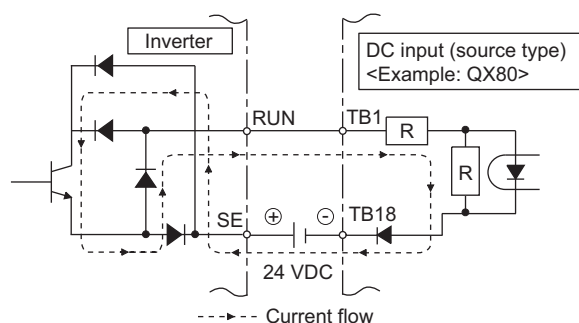 Inverter
DC input (source type)
<Example: QX80>
RUN
TB1
R
R
SE
+
-
TB18
24 VDC
Current flow